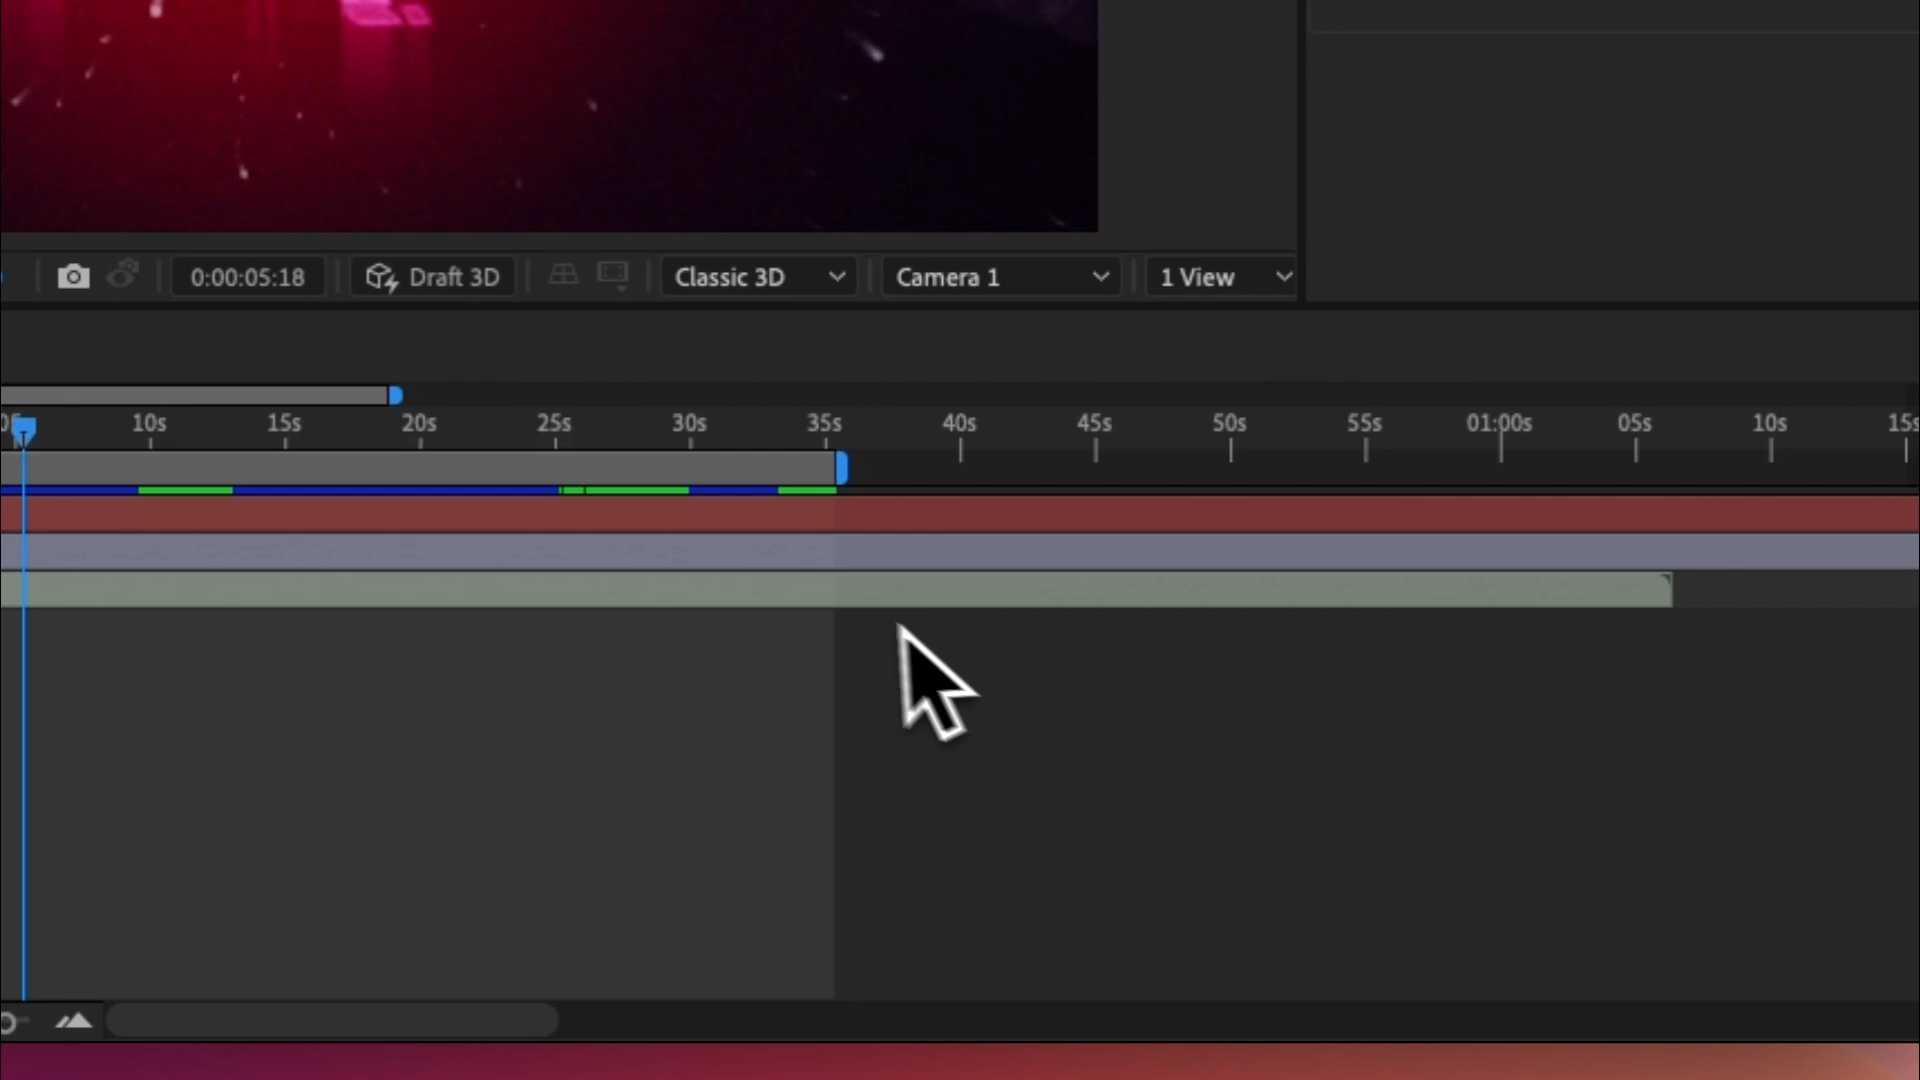 0:00:05:18 Draft 3D Classic 3D Camera 1 1 View
10s 15s 20s 25s 30s 35s 40s 45s 50s 55s 01:00s 05s 10s 15s